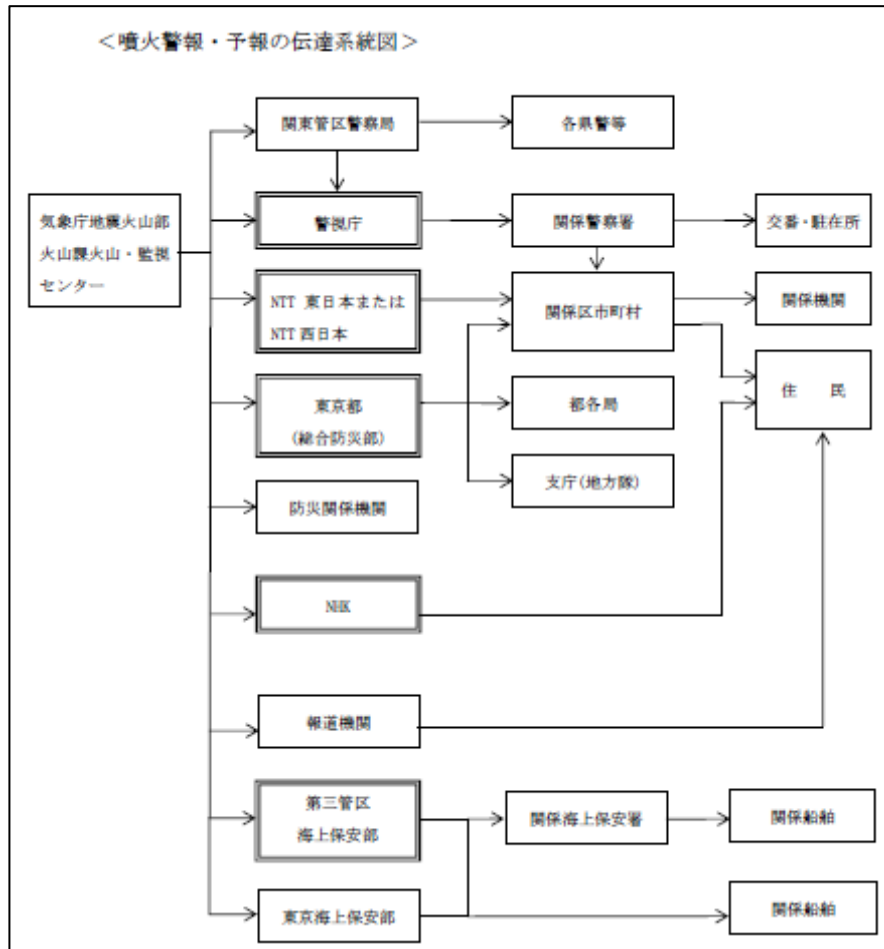 ＜噴火警報・予報の伝達系統図＞
関東管区警察局
各県警等
気象庁地震火山部
火山課火山・監視
センター
警視庁
関係警察署
交番・駐在所
NTT 東日本または
NTT 西日本
関係区市町村
関係機関
住　民
東京都
(総合防災部)
都各局
支庁(地方隊)
防災関係機関
NHK
報道機関
第三管区
海上保安部
関係海上保安署
関係船舶
東京海上保安部
関係船舶